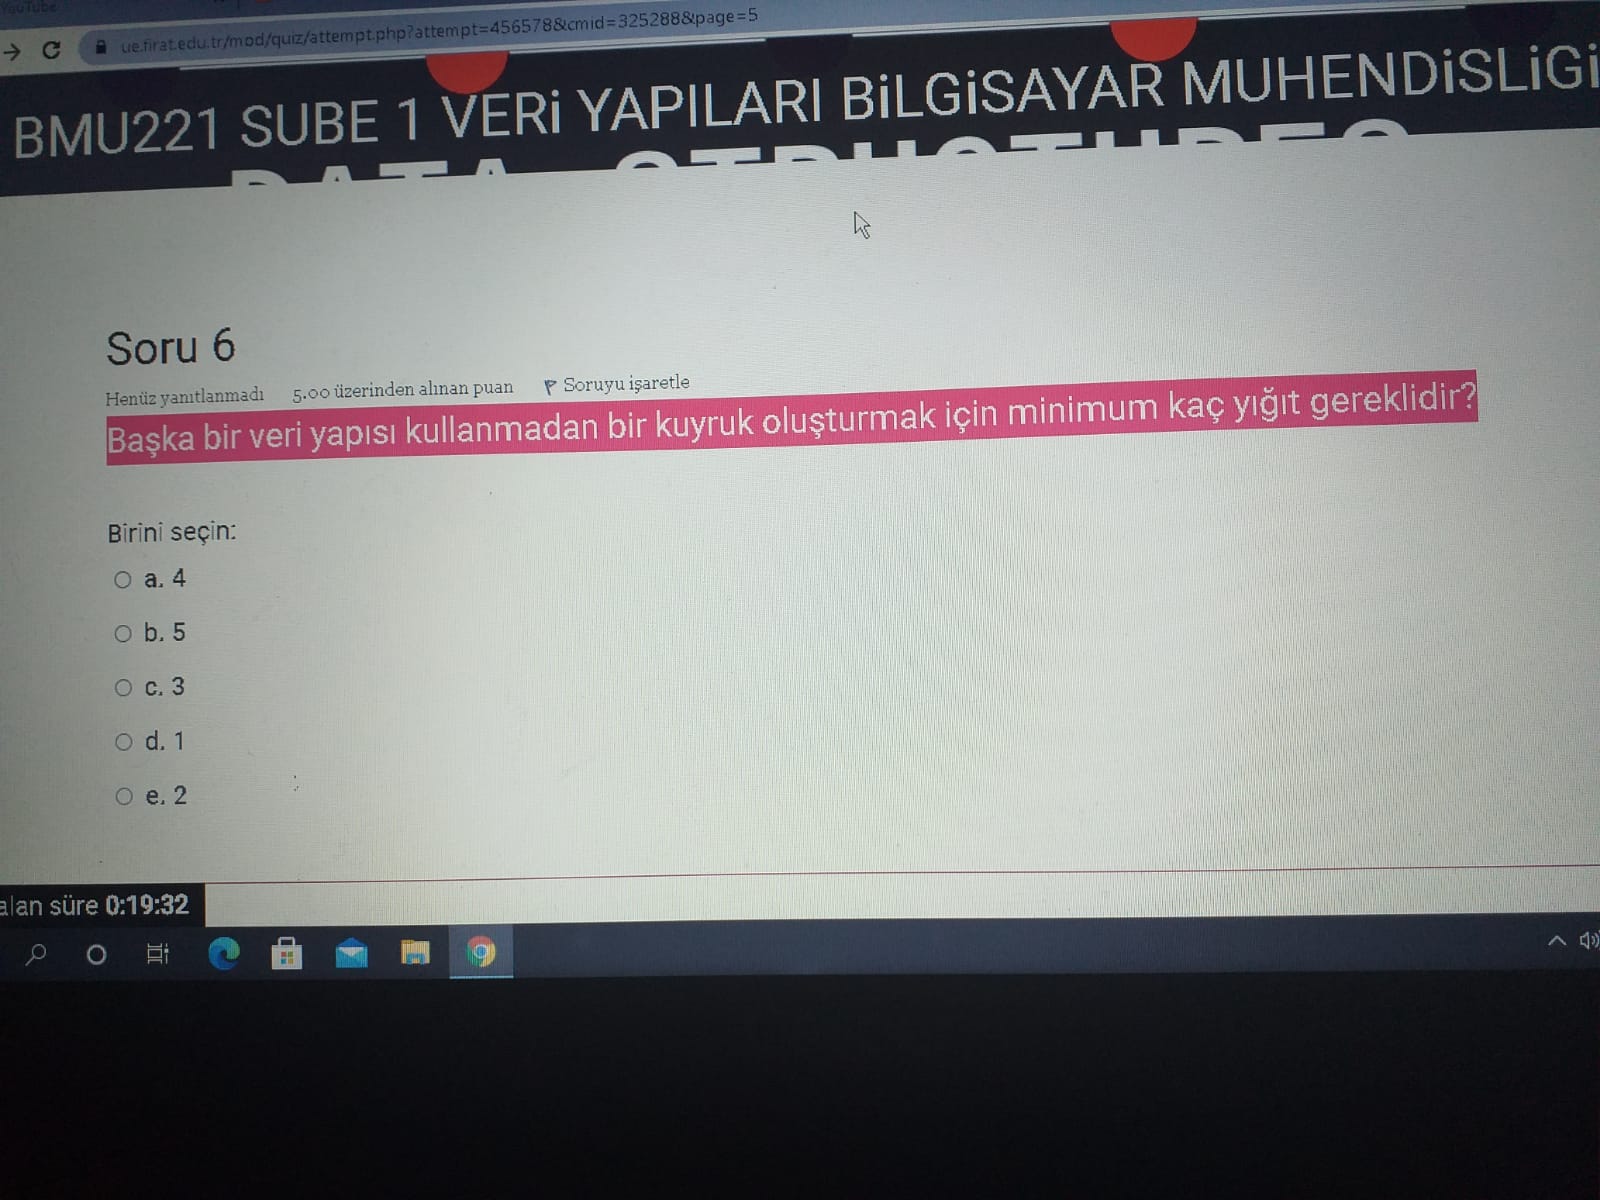 YouTube
ue.firat.edu.tr/mod/quiz/attempt.php?attempt=456578&cmid=325288&page=5
BMU221 SUBE 1 VERi YAPILARI BiLGiSAYAR MUHENDiSLiGi
DATA STRUCTURES
Soru 6
Henüz yanıtlanmadı 5.00 üzerinden alınan puan Soruyu işaretle
Başka bir veri yapısı kullanmadan bir kuyruk oluşturmak için minimum kaç yığıt gereklidir?
Birini seçin:
a. 4
b. 5
c. 3
d. 1
e. 2
alan süre 0:19:32